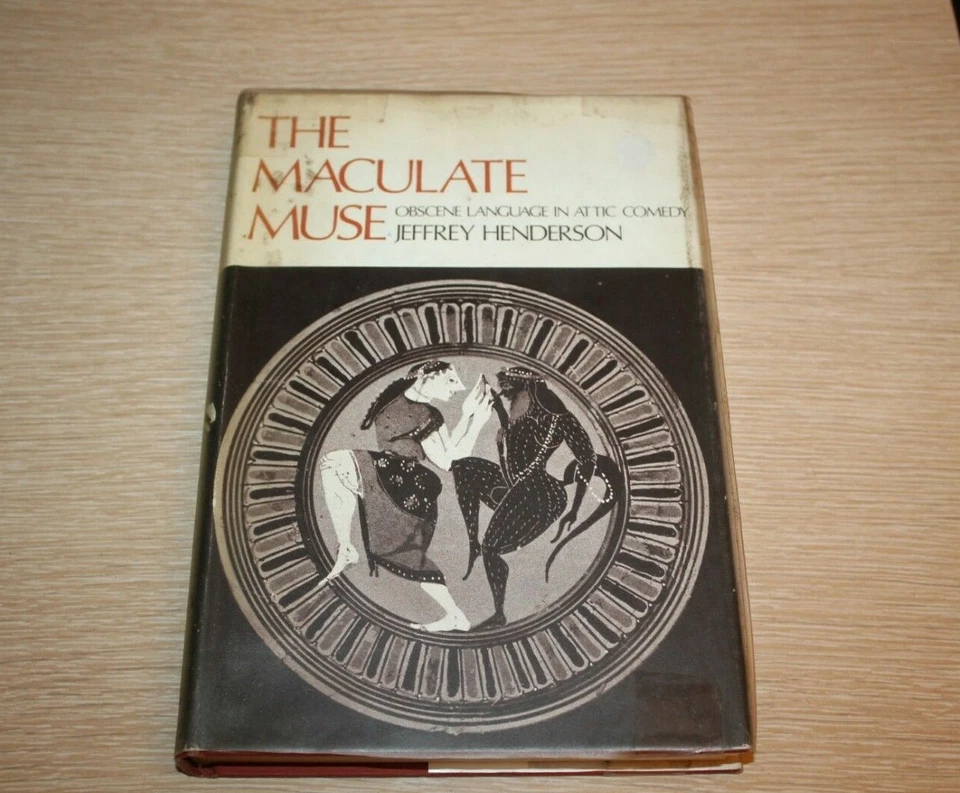 THE
MACULATE
MUSE
OBSCENE LANGUAGE IN ATTIC COMEDY
JEFFREY HENDERSON